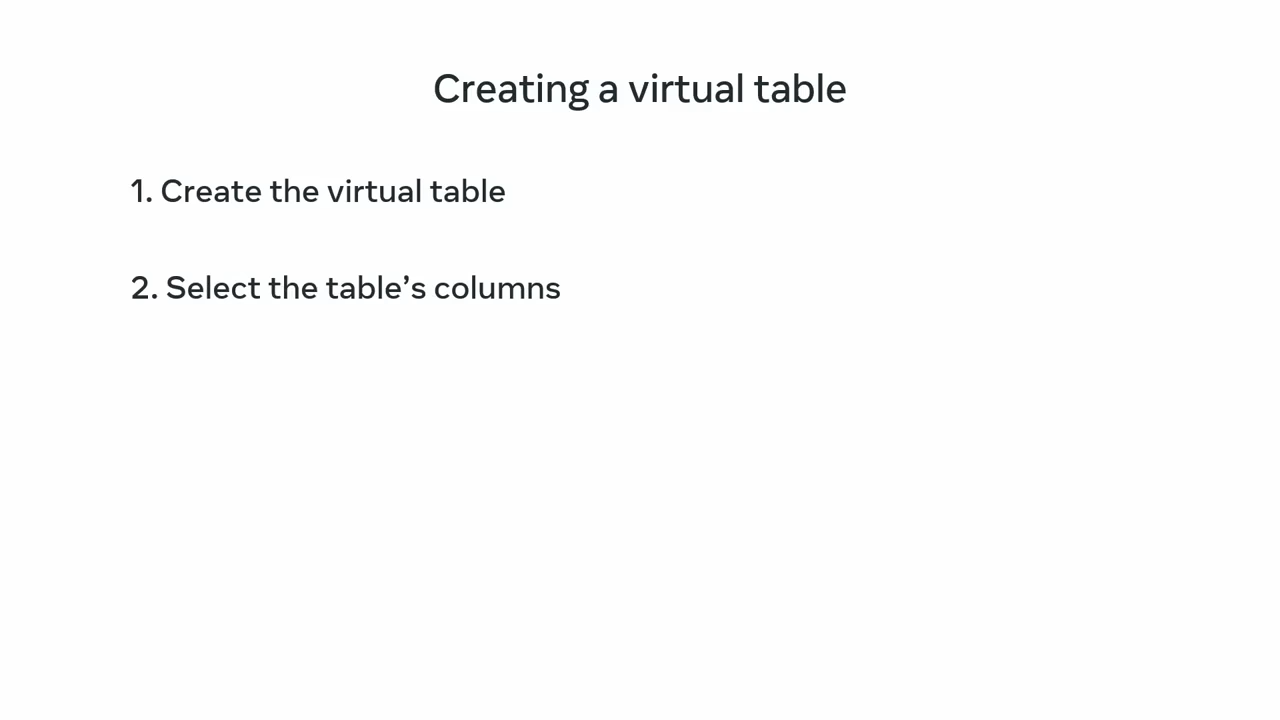 Creating a virtual table
1. Create the virtual table
2. Select the table’s columns